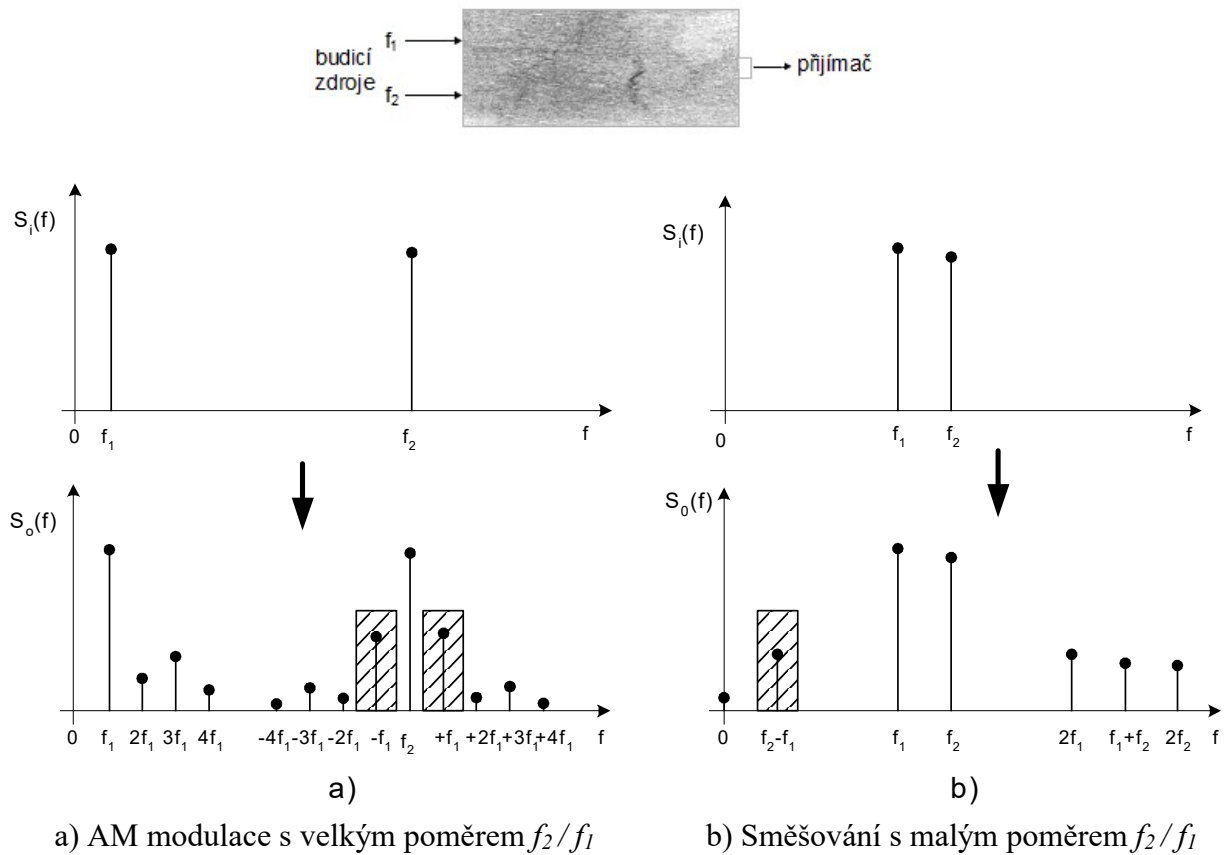 budicí
zdroje
f₁
f₂
přijímač
Sᵢ(f)
0 f₁ f₂ f
Sᵢ(f)
0 f₁ f₂ f
Sₒ(f)
0 f₁ 2f₁ 3f₁ 4f₁ -4f₁ -3f₁ -2f₁ -f₁ f₂ +f₁ +2f₁ +3f₁ +4f₁ f
a)
S₀(f)
0 f₂-f₁ f₁ f₂ 2f₁ f₁+f₂ 2f₂ f
b)
a) AM modulace s velkým poměrem f₂/f₁
b) Směšování s malým poměrem f₂/f₁